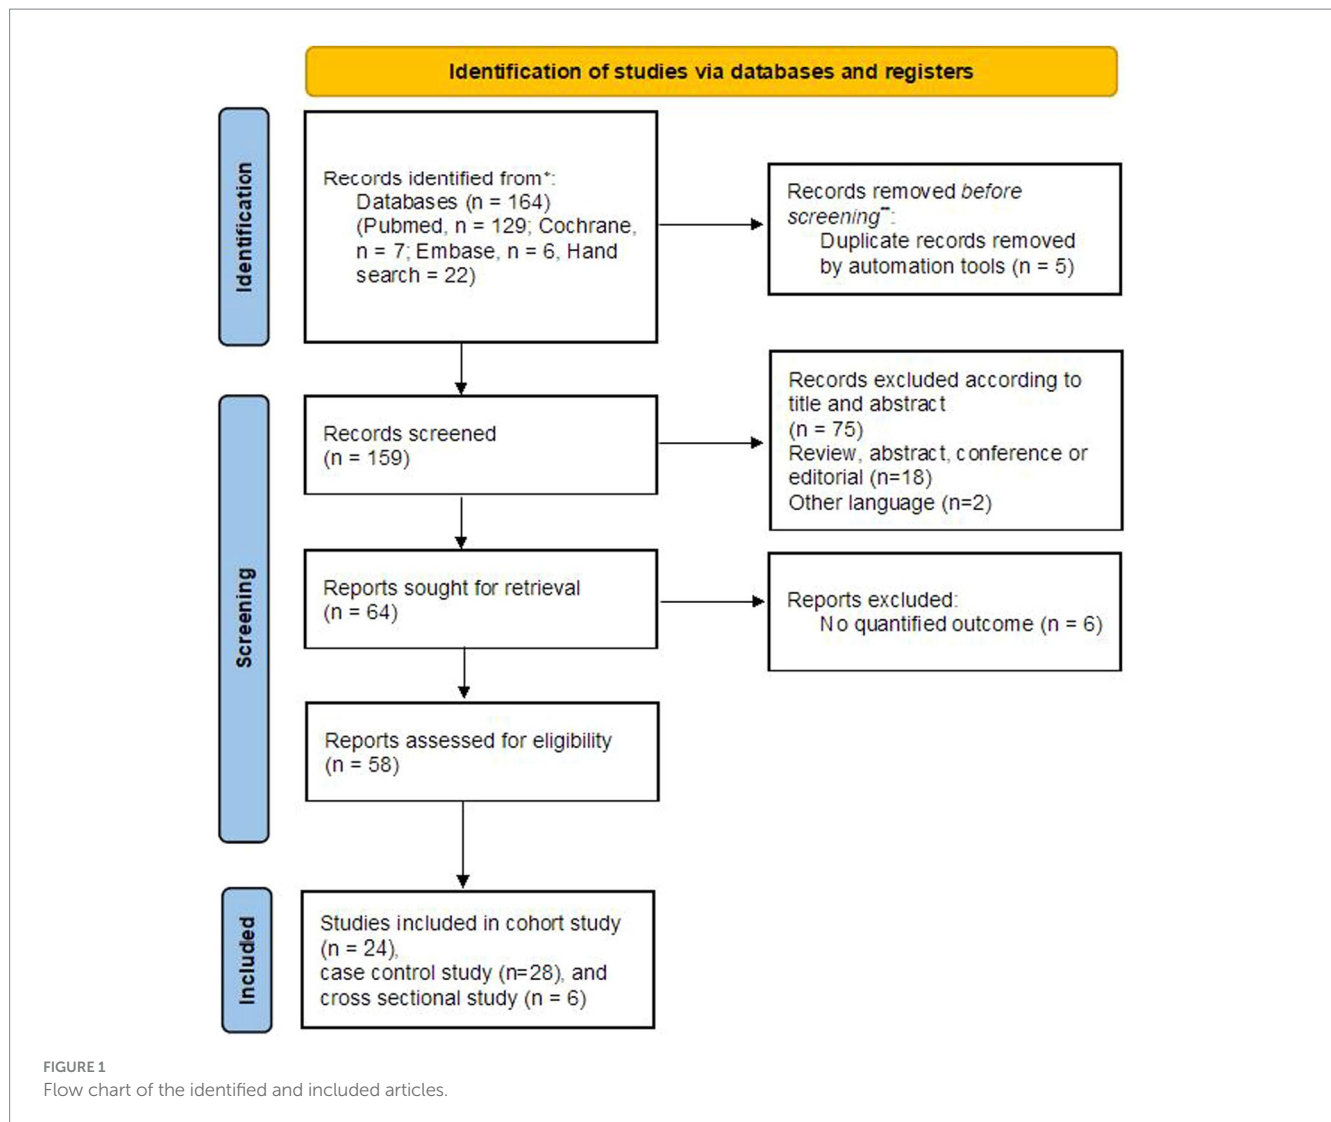 Identification of studies via databases and registers
Identification
Records identified from*:
Databases (n = 164)
(Pubmed, n = 129; Cochrane,
n = 7; Embase, n = 6, Hand
search = 22)
Records removed before
screening**:
Duplicate records removed
by automation tools (n = 5)
Screening
Records screened
(n = 159)
Records excluded according to
title and abstract
(n = 75)
Review, abstract, conference or
editorial (n=18)
Other language (n=2)
Reports sought for retrieval
(n = 64)
Reports excluded:
No quantified outcome (n = 6)
Reports assessed for eligibility
(n = 58)
Included
Studies included in cohort study
(n = 24),
case control study (n=28), and
cross sectional study (n = 6)
FIGURE 1
Flow chart of the identified and included articles.